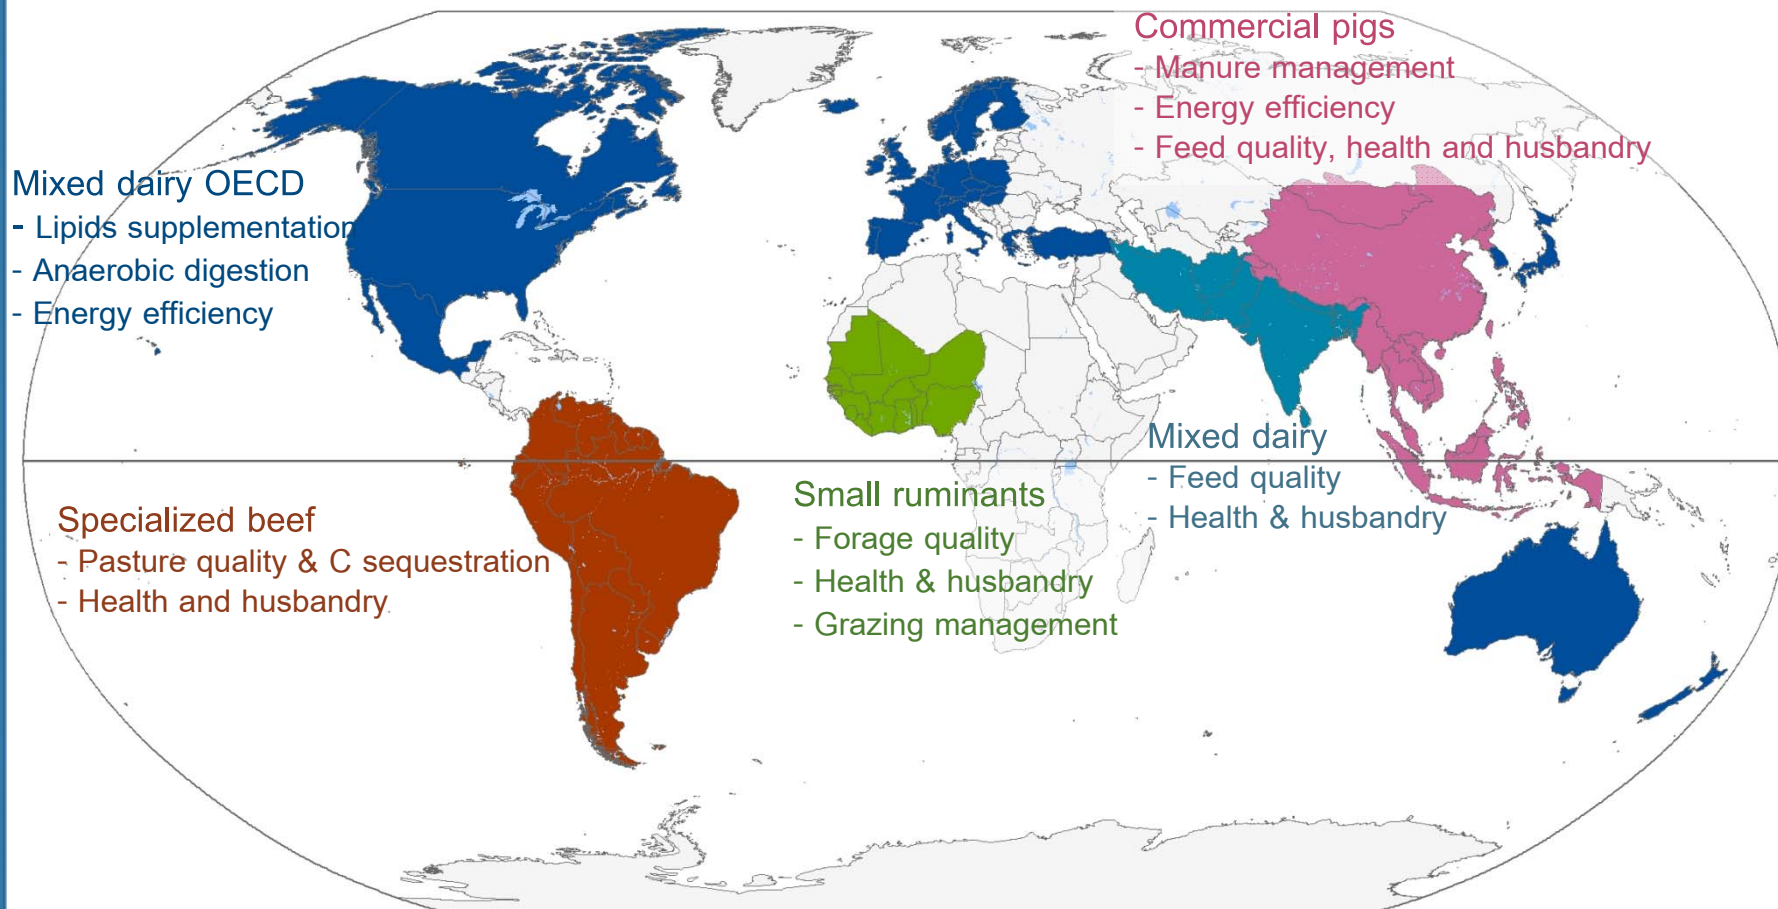 Commercial pigs
- Manure management
- Energy efficiency
- Feed quality, health and husbandry
Mixed dairy OECD
- Lipids supplementation
- Anaerobic digestion
- Energy efficiency
Mixed dairy
- Feed quality
- Health & husbandry
Small ruminants
- Forage quality
- Health & husbandry
- Grazing management
Specialized beef
- Pasture quality & C sequestration
- Health and husbandry